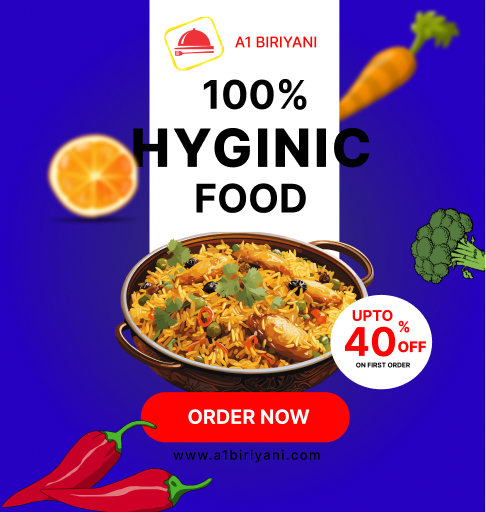 A1 BIRIYANI
100%
HYGINIC
FOOD
UPTO
40% OFF
ON FIRST ORDER
ORDER NOW
www.a1biriyani.com